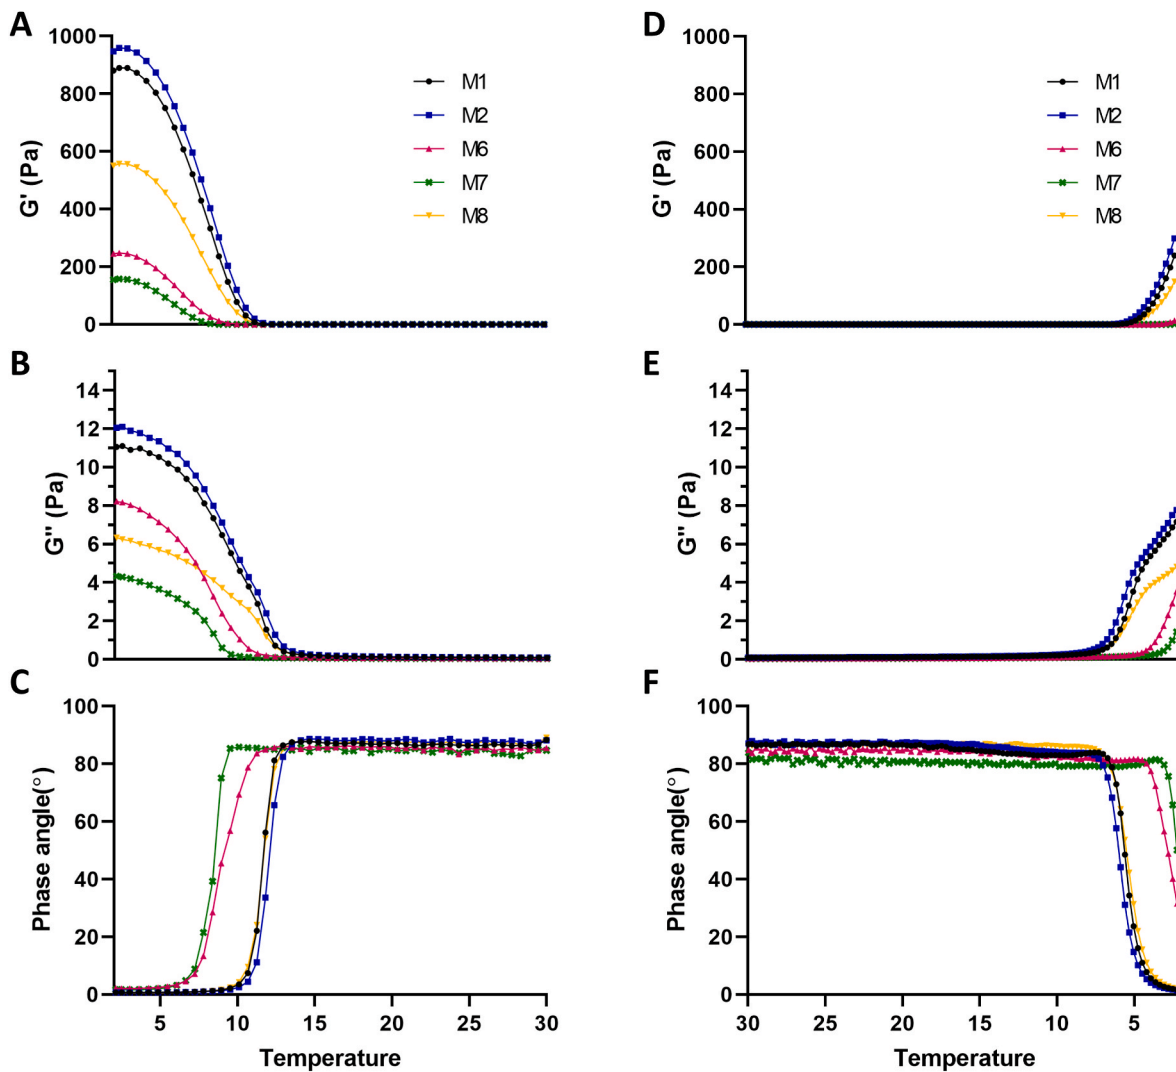 A
G' (Pa)
1000
800
600
400
200
0
M1
M2
M6
M7
M8
D
G' (Pa)
1000
800
600
400
200
0
M1
M2
M6
M7
M8
B
G'' (Pa)
14
12
10
8
6
4
2
0
E
G'' (Pa)
14
12
10
8
6
4
2
0
C
Phase angle(°)
100
80
60
40
20
0
5 10 15 20 25 30
Temperature
F
Phase angle(°)
100
80
60
40
20
0
30 25 20 15 10 5
Temperature